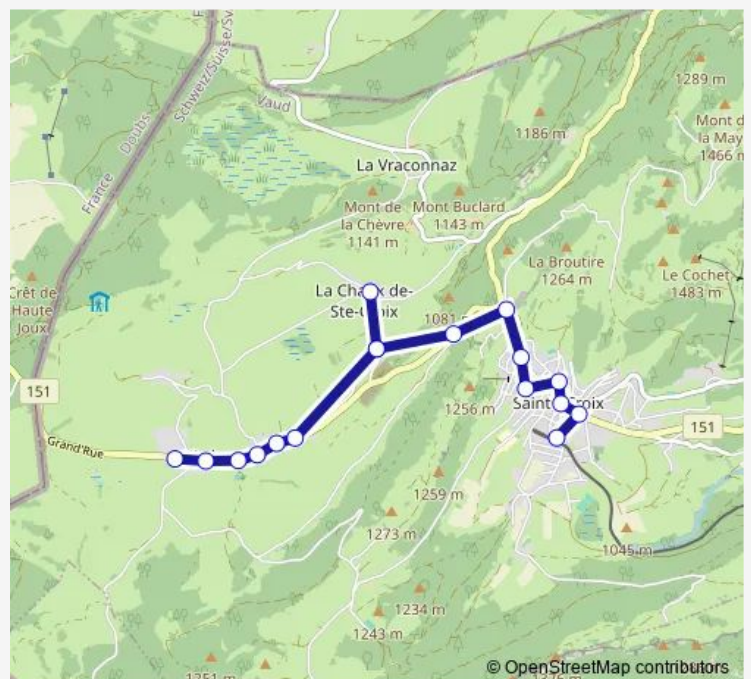 Schweiz/Suisse/Sv
Doubs
France
Vaud
1289 m
Mont d
la May
1466 m
1186 m
La Vraconnaz
Mont de
la Chèvre
1141 m
Mont Buclard
1143 m
La Broutire
1264 m
Le Cochet
1483 m
Crêt de
Haute
Joux
1081
151
1256 m
151
Grand'Rue
1259 m
1273 m
1045 m
1234 m
1243 m
1251 m
© OpenStreetMap contributors